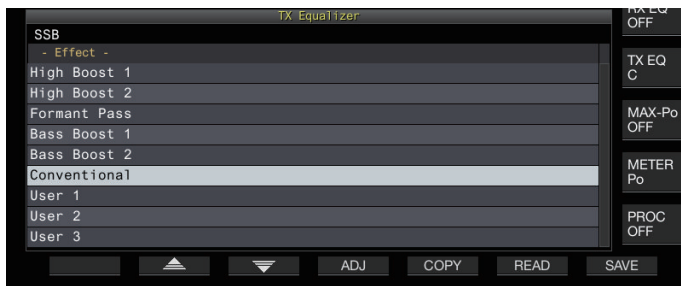 TX Equalizer
SSB
- Effect -
High Boost 1
High Boost 2
Formant Pass
Bass Boost 1
Bass Boost 2
Conventional
User 1
User 2
User 3
ADJ COPY READ SAVE
RX EQ
OFF
TX EQ
C
MAX-Po
OFF
METER
Po
PROC
OFF